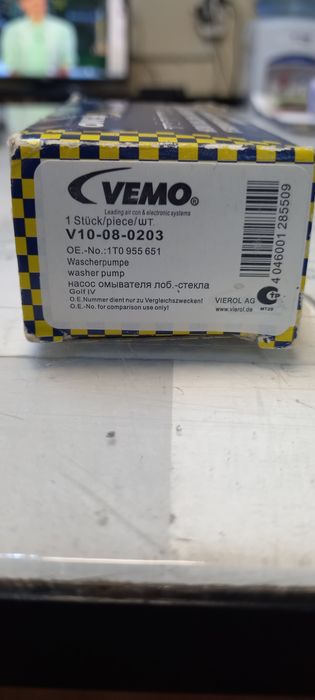 VEMO®
Leading air con & electronic systems
1 Stück/piece/шт.
V10-08-0203
OE.-No.:1T0 955 651
Wascherpumpe
washer pump
насос омывателя лоб.-стекла
Golf IV
O.E.Nummer dient nur zu Vergleichszwecken!
O.E.-No. for comparison use only!
VIEROL AG
www.vierol.de
4 046001 285509